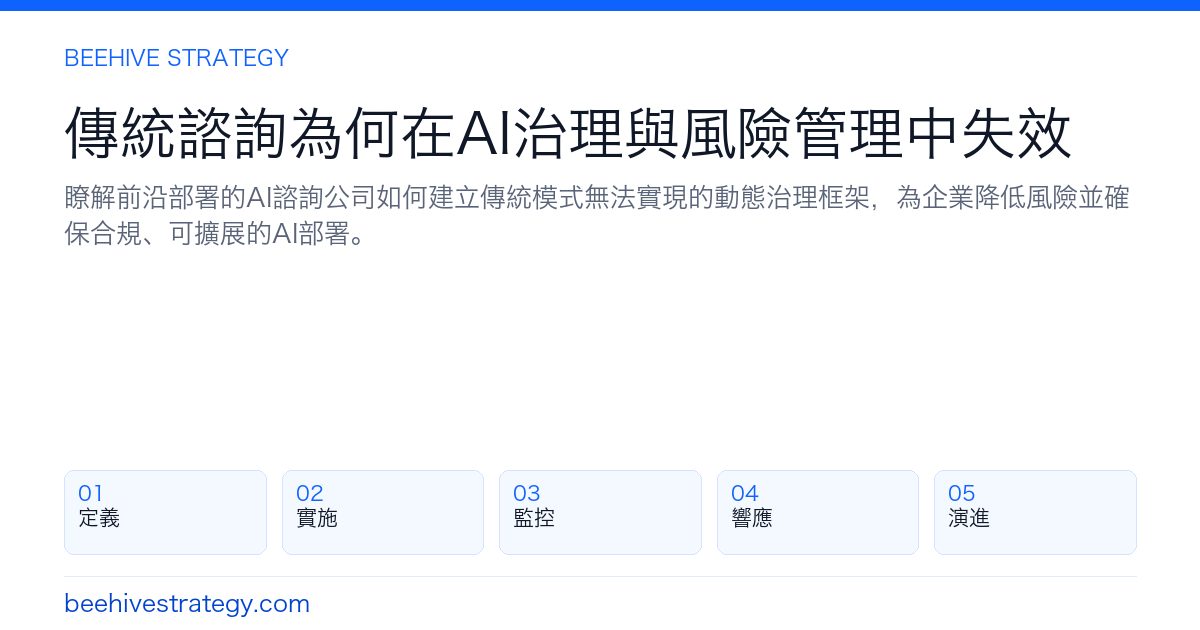 BEEHIVE STRATEGY
傳統諮詢為何在AI治理與風險管理中失效
瞭解前沿部署的AI諮詢公司如何建立傳統模式無法實現的動態治理框架，為企業降低風險並確
保合規、可擴展的AI部署。
01
定義
02
實施
03
監控
04
響應
05
演進
beehivestrategy.com